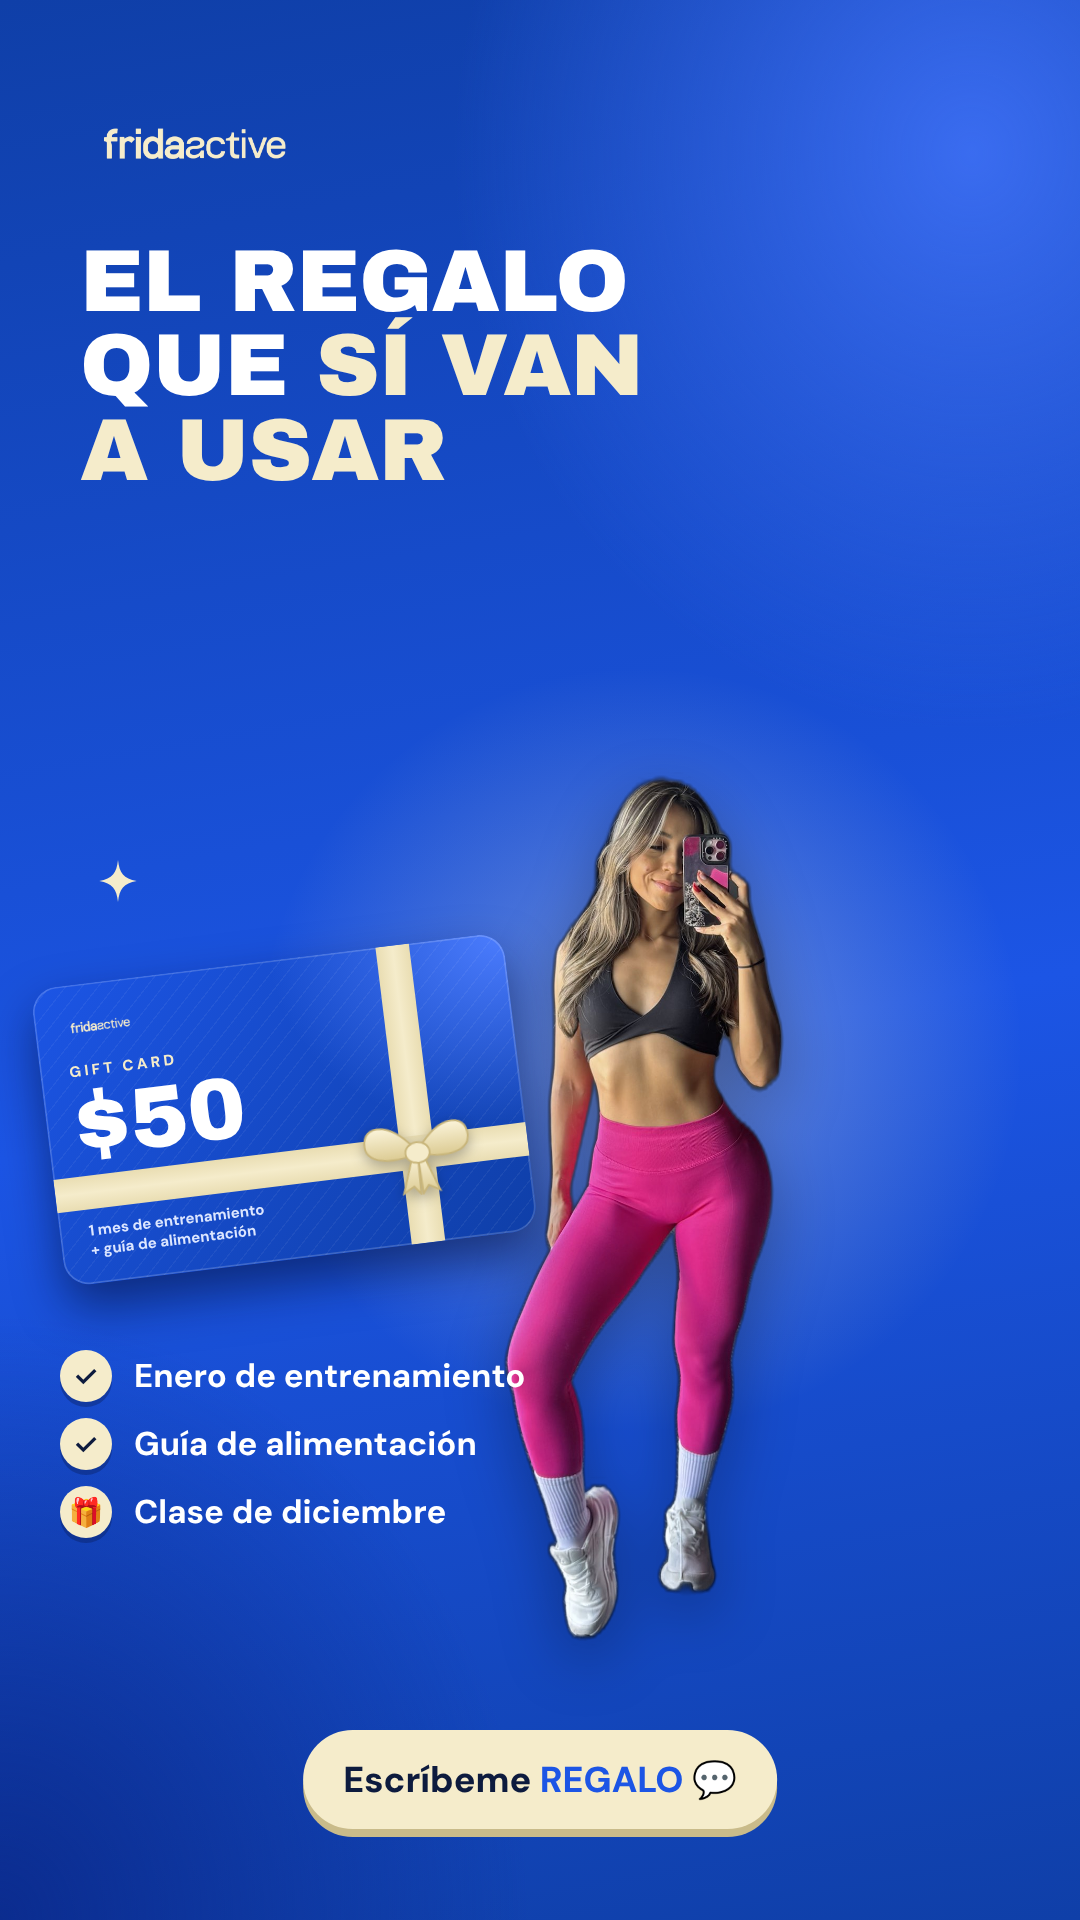 fridaactive
EL REGALO
QUE SÍ VAN
A USAR
fridaactive
GIFT CARD
$50
1 mes de entrenamiento
+ guía de alimentación
Enero de entrenamiento
Guía de alimentación
Clase de diciembre
Escríbeme REGALO 💬